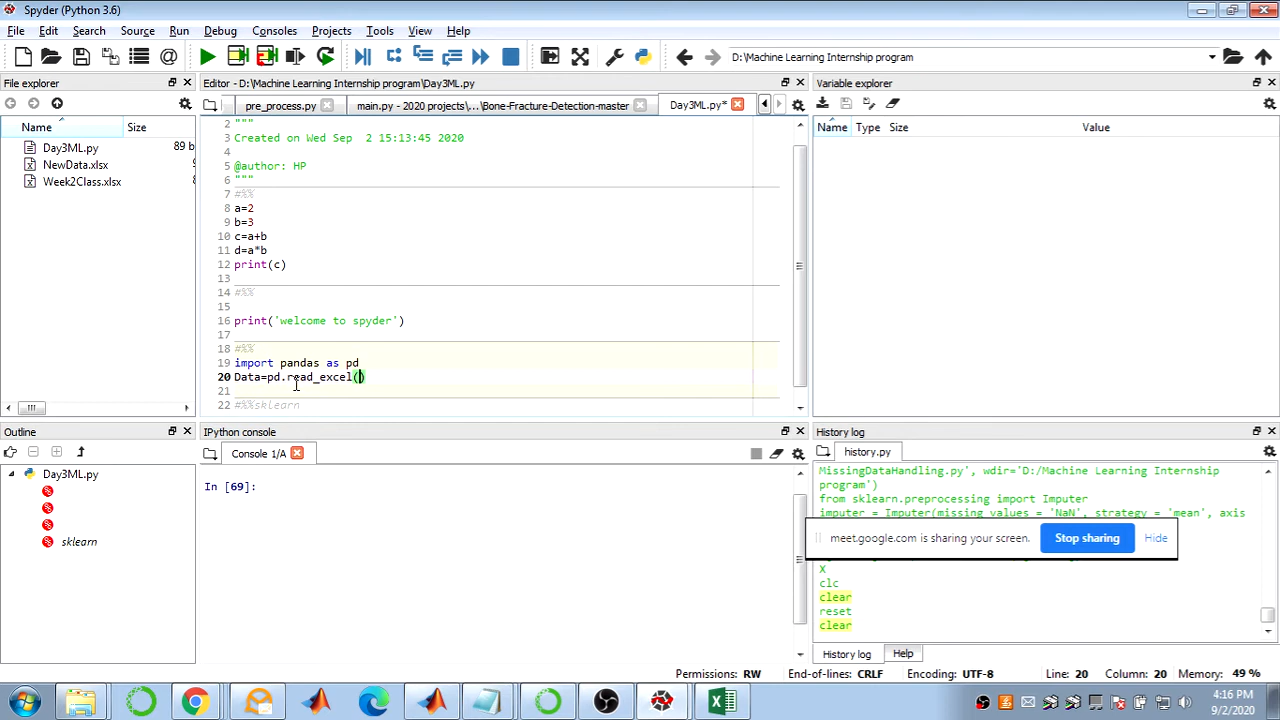 Spyder (Python 3.6)
File Edit Search Source Run Debug Consoles Projects Tools View Help
D:\Machine Learning Internship program
File explorer
Name Size
Day3ML.py 89 b
NewData.xlsx
Week2Class.xlsx
Editor - D:\Machine Learning Internship program\Day3ML.py
pre_process.py main.py - 2020 projects\...\Bone-Fracture-Detection-master Day3ML.py*
2 """
3 Created on Wed Sep  2 15:13:45 2020
4
5 @author: HP
6 """
7 #%%
8 a=2
9 b=3
10 c=a+b
11 d=a*b
12 print(c)
13
14 #%%
15
16 print('welcome to spyder')
17
18 #%%
19 import pandas as pd
20 Data=pd.read_excel()
21
22 #%%sklearn
Variable explorer
Name Type Size Value
Outline
Day3ML.py
sklearn
IPython console
Console 1/A
In [69]:
History log
history.py
MissingDataHandling.py', wdir='D:/Machine Learning Internship
program')
from sklearn.preprocessing import Imputer
imputer = Imputer(missing_values = 'NaN', strategy = 'mean', axis
meet.google.com is sharing your screen. Stop sharing Hide
X
clc
clear
reset
clear
History log Help
Permissions: RW End-of-lines: CRLF Encoding: UTF-8 Line: 20 Column: 20 Memory: 49 %
4:16 PM
9/2/2020